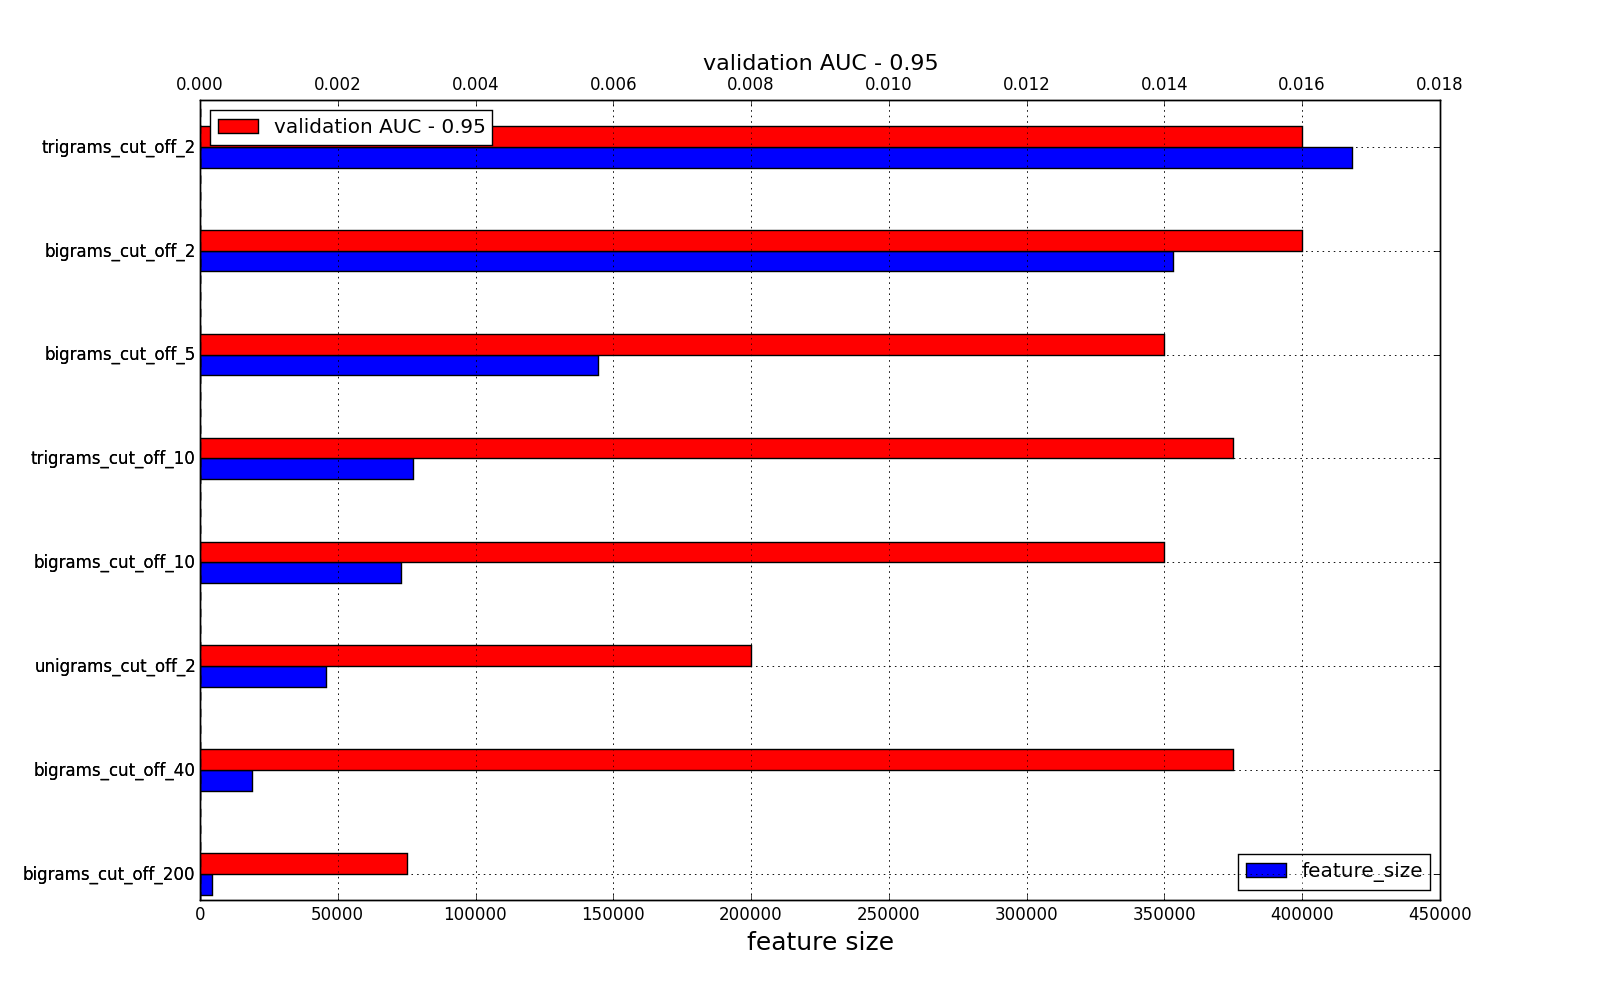 validation AUC - 0.95
0.000 0.002 0.004 0.006 0.008 0.010 0.012 0.014 0.016 0.018
validation AUC - 0.95
trigrams_cut_off_2
bigrams_cut_off_2
bigrams_cut_off_5
trigrams_cut_off_10
bigrams_cut_off_10
unigrams_cut_off_2
bigrams_cut_off_40
bigrams_cut_off_200
feature_size
0 50000 100000 150000 200000 250000 300000 350000 400000 450000
feature size